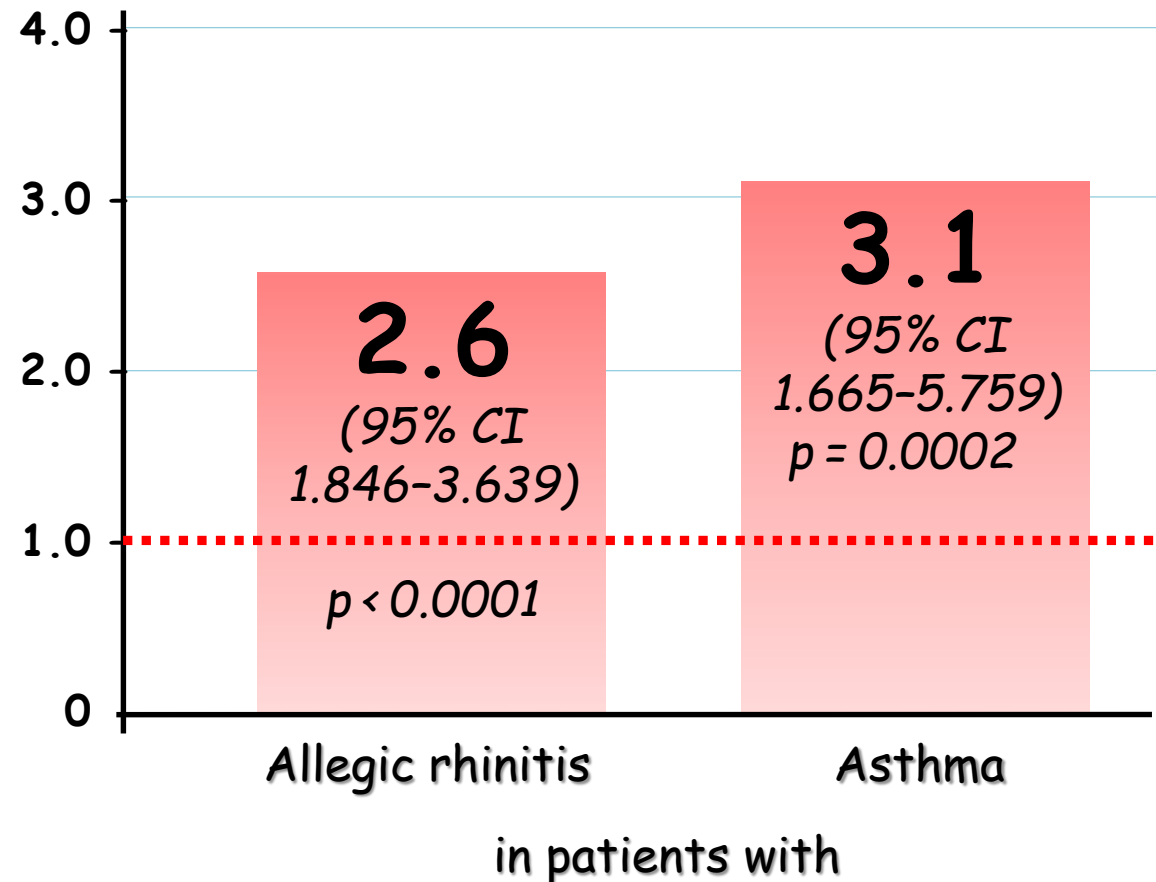 4.0
3.0
2.0
1.0
0
2.6
(95% CI
1.846–3.639)
p < 0.0001
3.1
(95% CI
1.665–5.759)
p = 0.0002
Allegic rhinitis
Asthma
in patients with